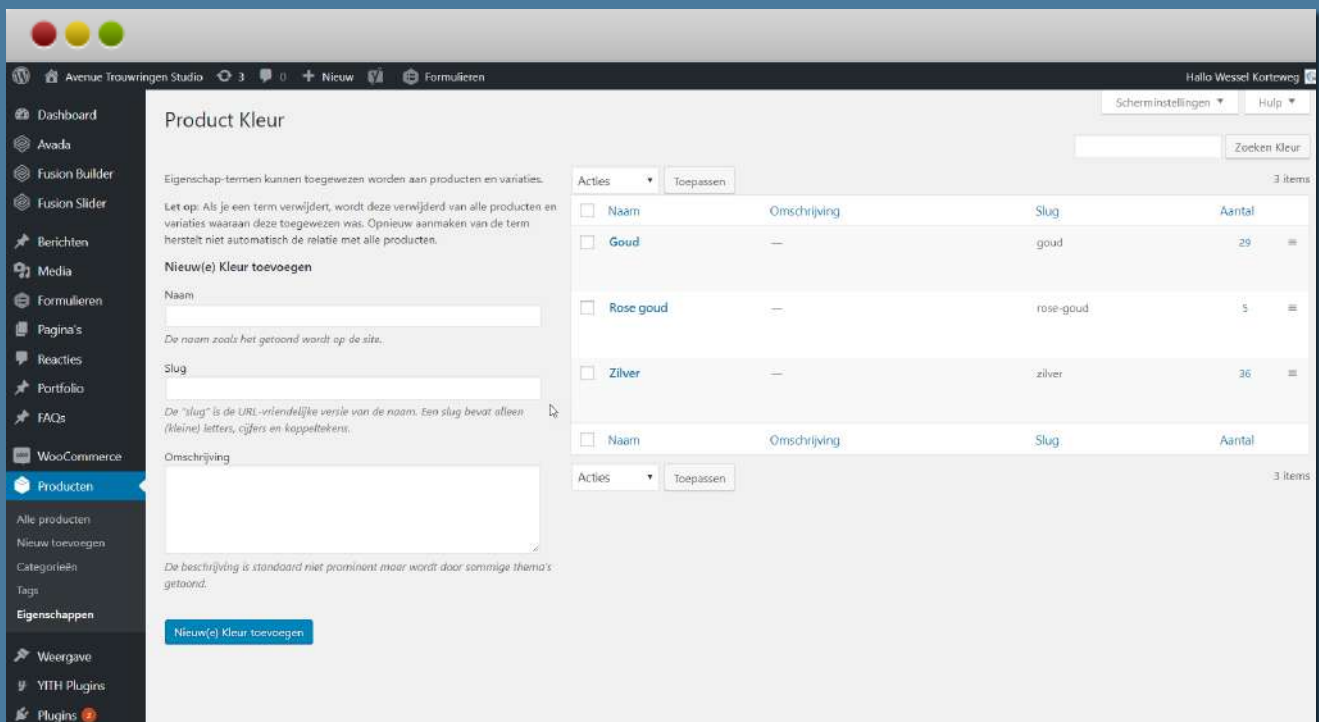 Avenue Trouwringen Studio 3 0 Nieuw Formulieren Hallo Wessel Korteweg
Scherminstellingen Hulp
Dashboard
Avada
Fusion Builder
Fusion Slider
Berichten
Media
Formulieren
Pagina's
Reacties
Portfolio
FAQs
WooCommerce
Producten
Alle producten
Nieuw toevoegen
Categorieën
Tags
Eigenschappen
Weergave
YITH Plugins
Plugins 2
Product Kleur
Zoeken Kleur
Eigenschap-termen kunnen toegewezen worden aan producten en variaties.
Let op: Als je een term verwijdert, wordt deze verwijderd van alle producten en
variaties waaraan deze toegewezen was. Opnieuw aanmaken van de term
herstelt niet automatisch de relatie met alle producten.
Nieuw(e) Kleur toevoegen
Naam
De naam zoals het getoond wordt op de site.
Slug
De "slug" is de URL-vriendelijke versie van de naam. Een slug bevat alleen
(kleine) letters, cijfers en koppeltekens.
Omschrijving
De beschrijving is standaard niet prominent maar wordt door sommige thema's
getoond.
Nieuw(e) Kleur toevoegen
Acties Toepassen 3 items
Naam Omschrijving Slug Aantal
Goud — goud 29
Rose goud — rose-goud 5
Zilver — zilver 36
Naam Omschrijving Slug Aantal
Acties Toepassen 3 items